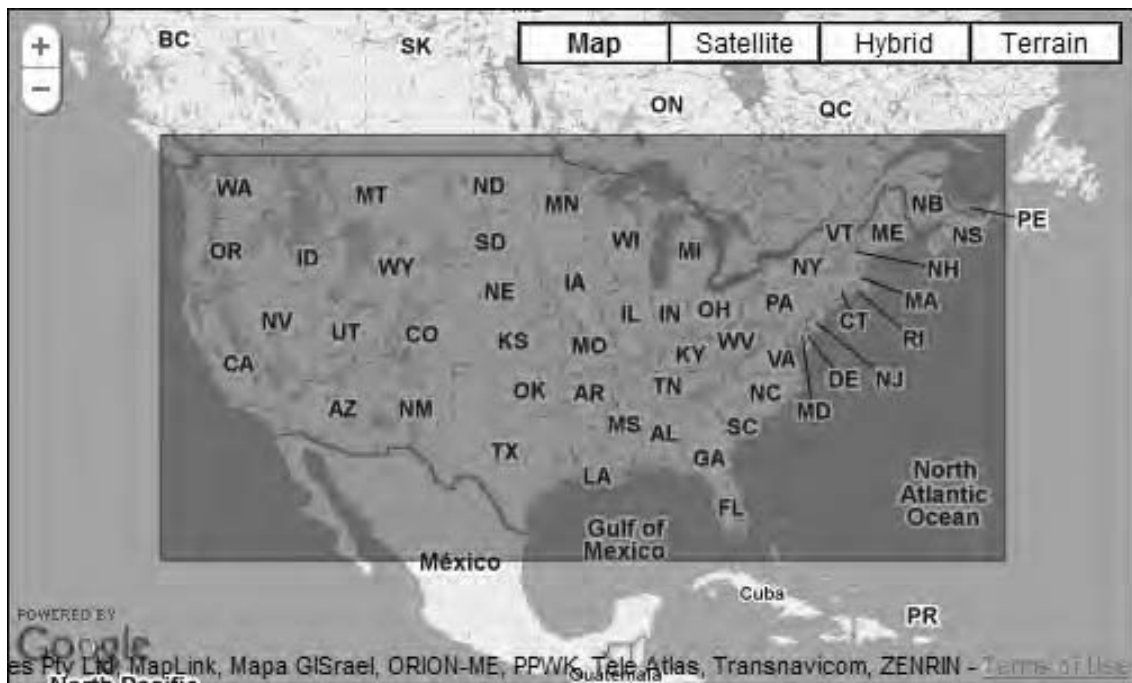 +
−
BC
SK
Map Satellite Hybrid Terrain
ON
QC
WA
MT
ND
MN
NB
PE
OR
ID
WY
SD
WI
MI
VT
ME
NS
NY
NH
NE
IA
MA
NV
UT
CO
IL
IN
OH
PA
CT
RI
CA
KS
MO
KY
WV
VA
DE
NJ
AZ
NM
OK
AR
TN
NC
MD
MS
AL
SC
TX
LA
GA
FL
North
Atlantic
Ocean
Gulf of
Mexico
México
Cuba
PR
POWERED BY
Google
es Pty Ltd, MapLink, Mapa GISrael, ORION-ME, PPWK, Tele Atlas, Transnavicom, ZENRIN - Terms of Use
North Pacific
Guatemala